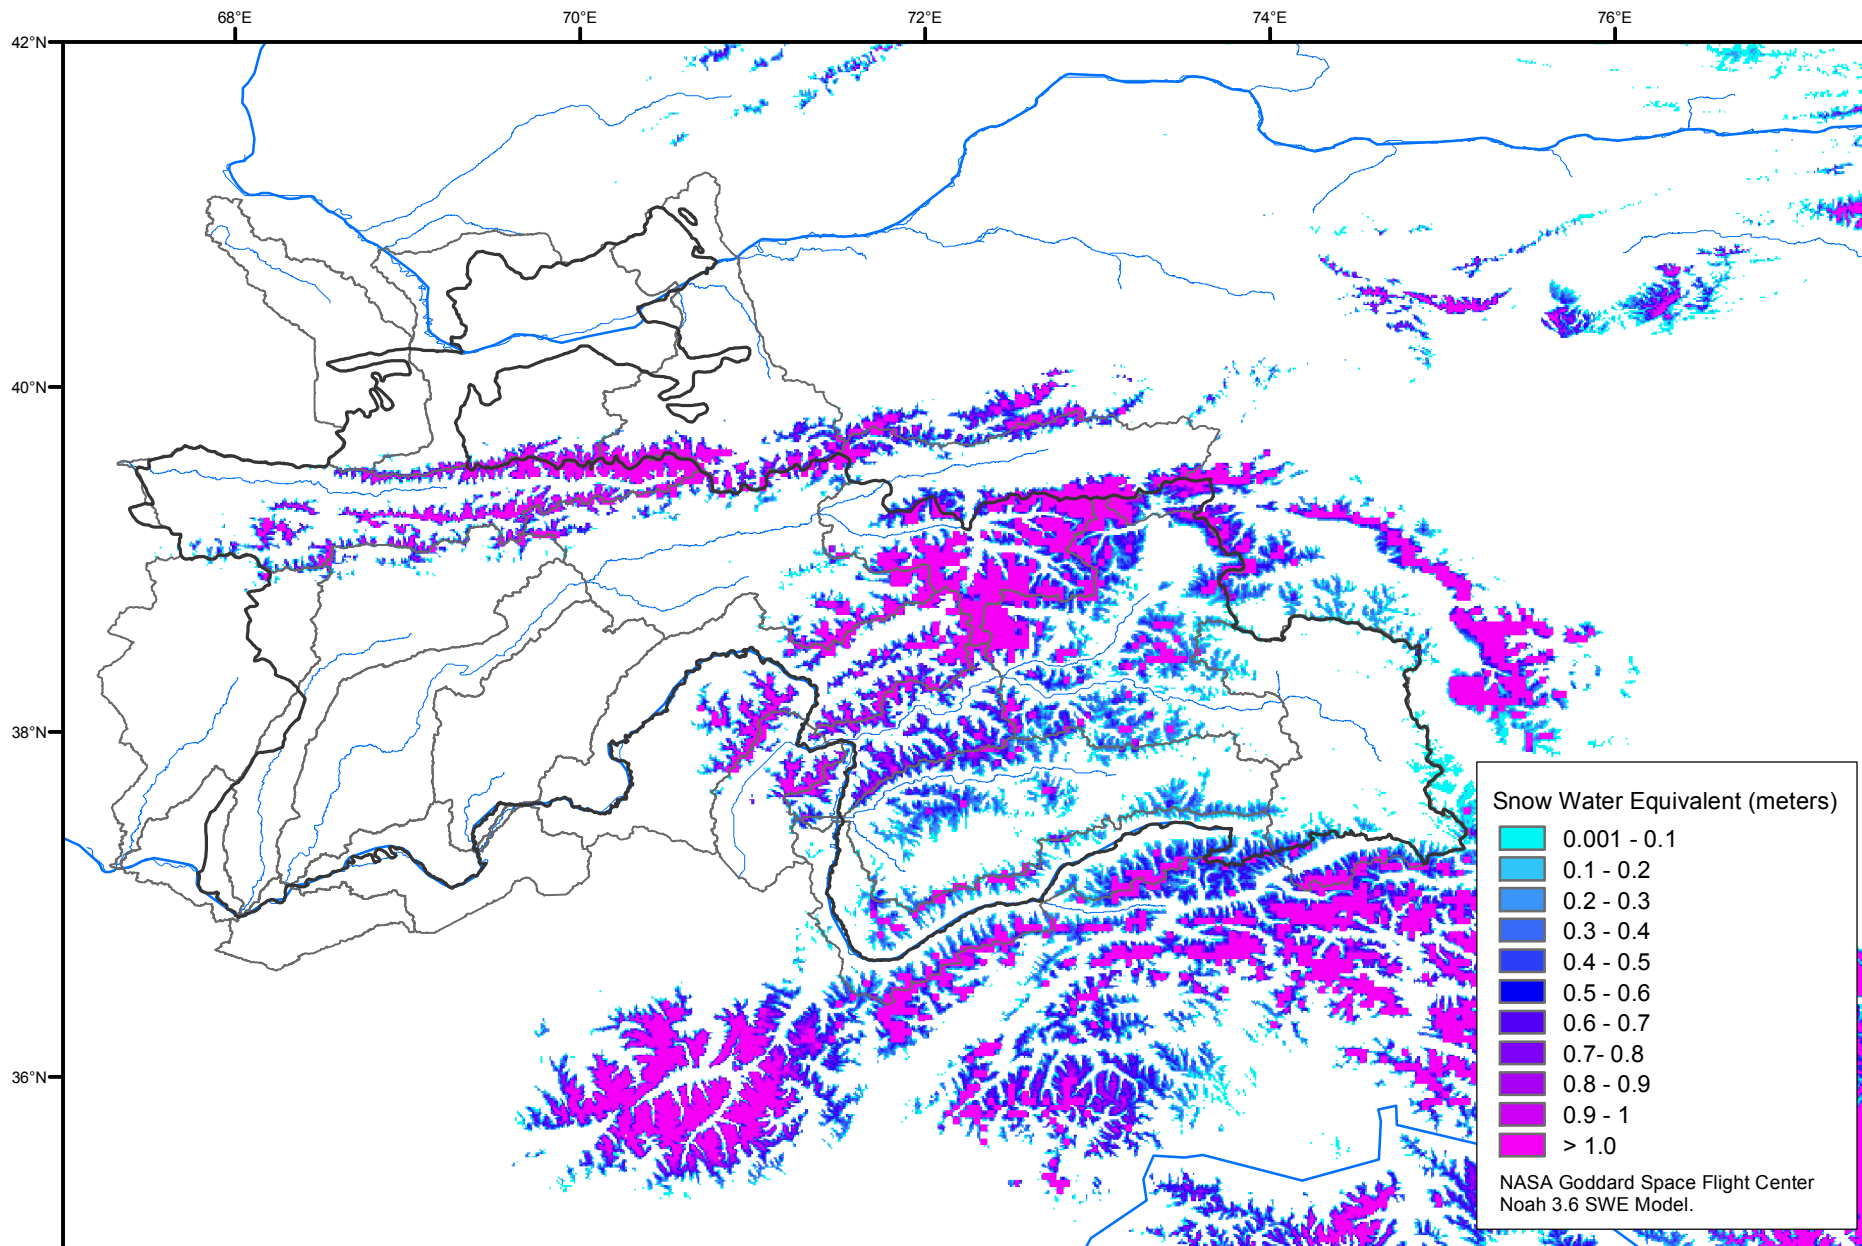 68°E
70°E
72°E
74°E
76°E
42°N
40°N
38°N
36°N
Snow Water Equivalent (meters)
0.001 - 0.1
0.1 - 0.2
0.2 - 0.3
0.3 - 0.4
0.4 - 0.5
0.5 - 0.6
0.6 - 0.7
0.7- 0.8
0.8 - 0.9
0.9 - 1
> 1.0
NASA Goddard Space Flight Center
Noah 3.6 SWE Model.